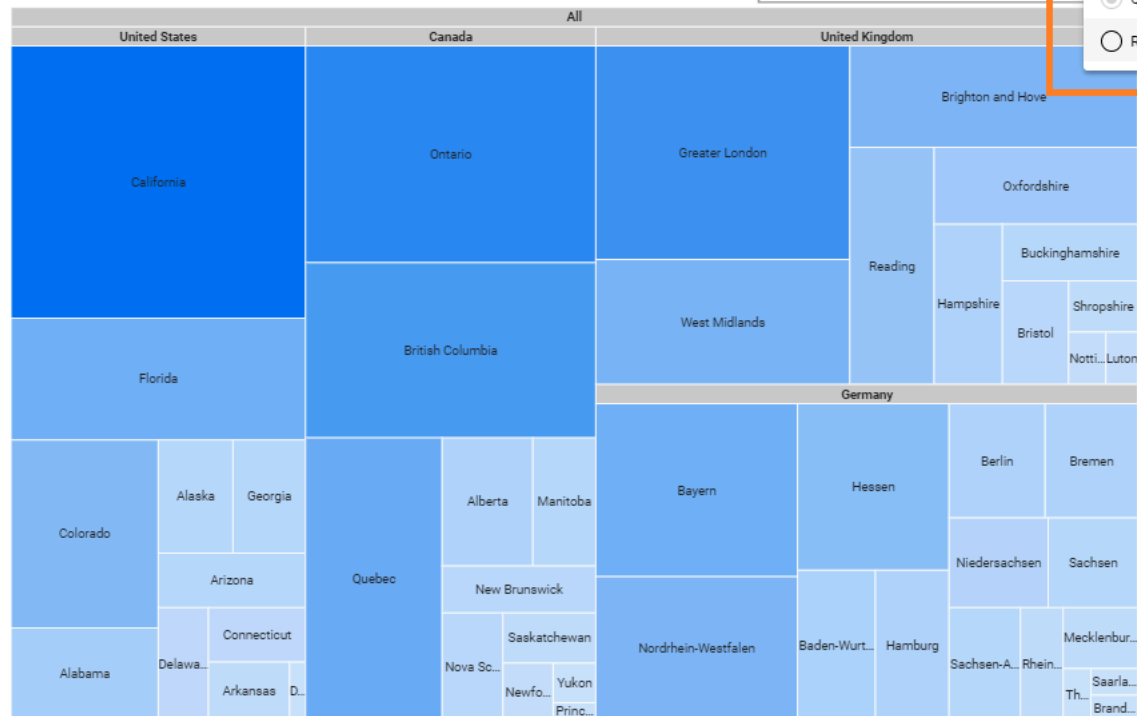 All
United States
Canada
United Kingdom
R
California
Florida
Colorado
Alaska
Georgia
Arizona
Connecticut
Delawa...
Arkansas
D...
Alabama
Ontario
British Columbia
Quebec
Alberta
Manitoba
New Brunswick
Nova Sc...
Saskatchewan
Newfo...
Yukon
Princ...
Greater London
Brighton and Hove
West Midlands
Reading
Oxfordshire
Hampshire
Buckinghamshire
Bristol
Shropshire
Notti...
Luton
Germany
Bayern
Hessen
Berlin
Bremen
Nordrhein-Westfalen
Baden-Wurt...
Hamburg
Niedersachsen
Sachsen
Sachsen-A...
Rhein...
Mecklenbur...
Th...
Saarla...
Brand...